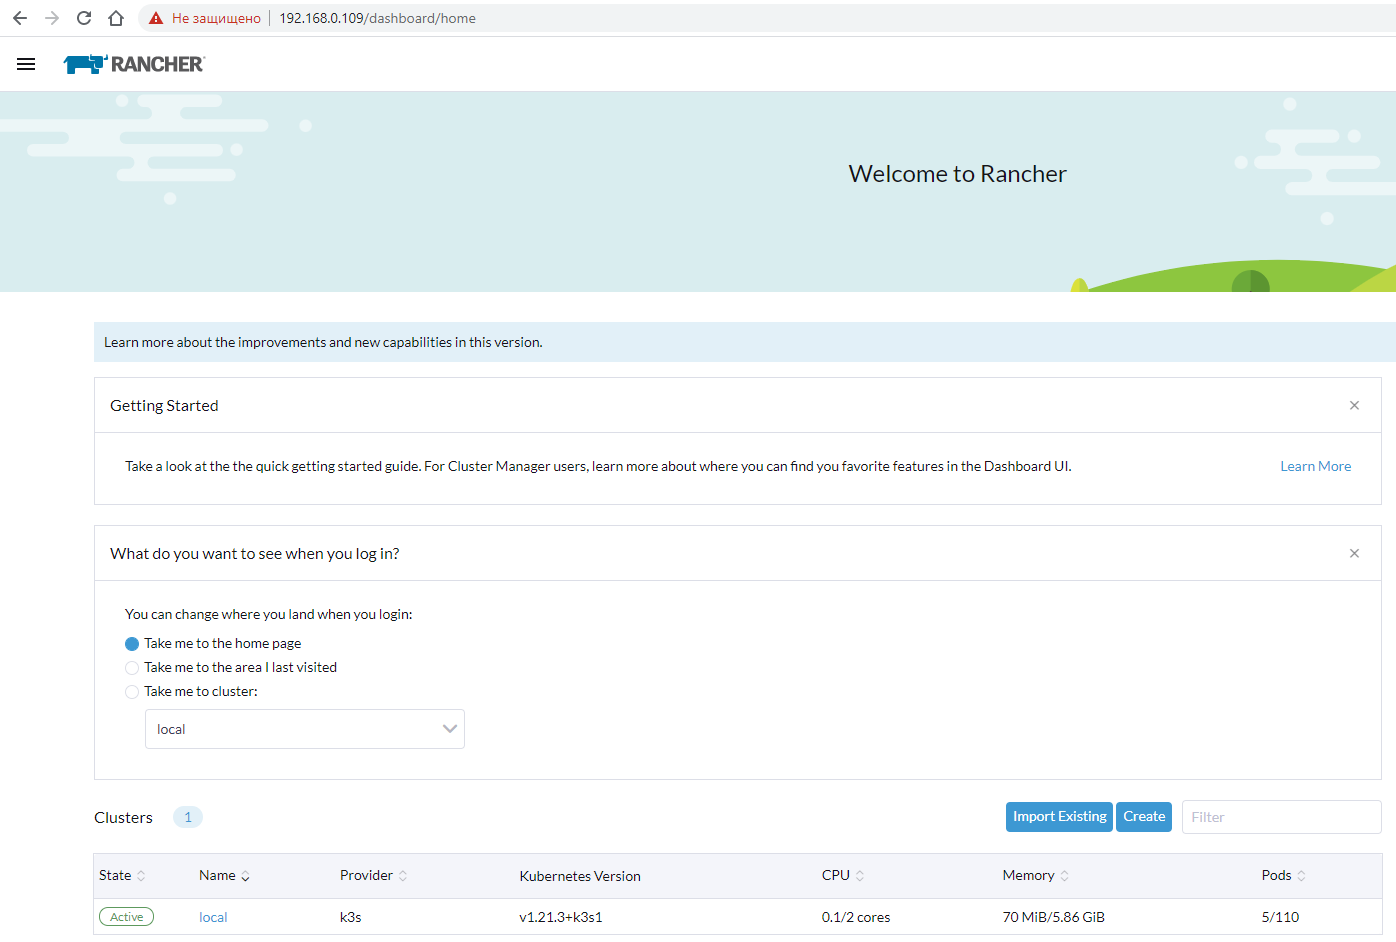 Не защищено | 192.168.0.109/dashboard/home
RANCHER
Welcome to Rancher
Learn more about the improvements and new capabilities in this version.
Getting Started
Take a look at the the quick getting started guide. For Cluster Manager users, learn more about where you can find you favorite features in the Dashboard UI. Learn More
What do you want to see when you log in?
You can change where you land when you login:
Take me to the home page
Take me to the area I last visited
Take me to cluster:
local
Clusters 1 Import Existing Create Filter
State Name Provider Kubernetes Version CPU Memory Pods
Active local k3s v1.21.3+k3s1 0.1/2 cores 70 MiB/5.86 GiB 5/110